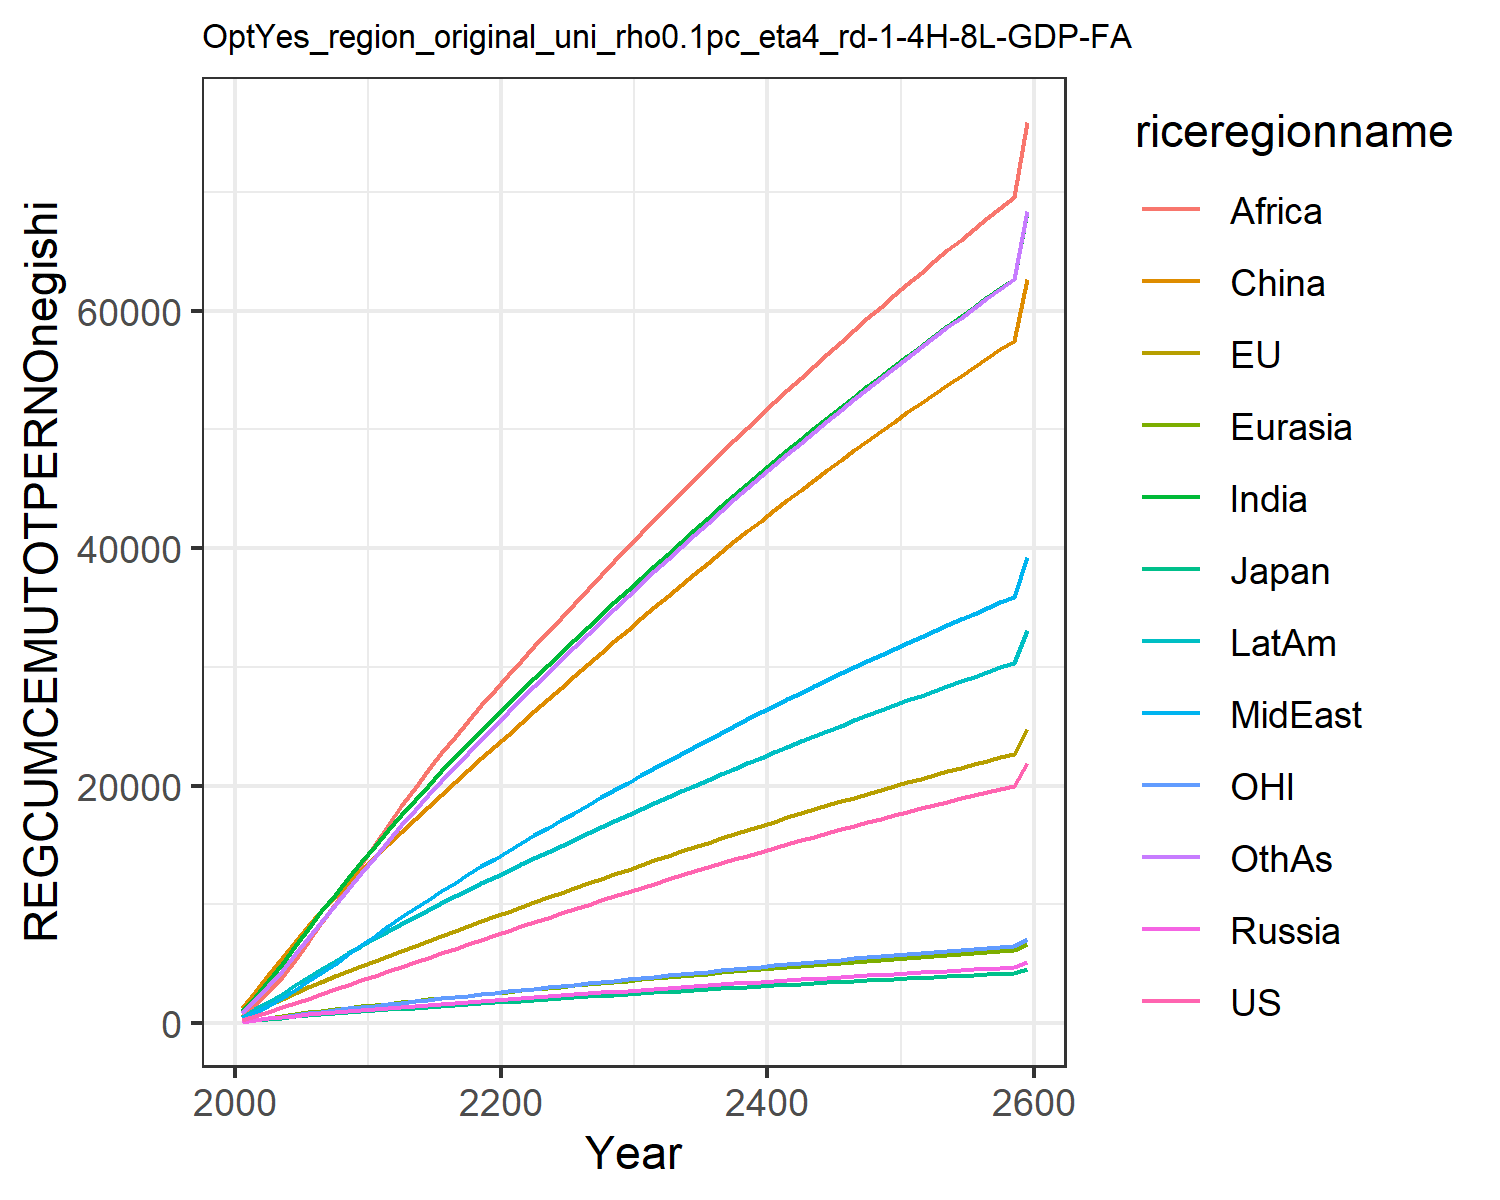 OptYes_region_original_uni_rho0.1pc_eta4_rd-1-4H-8L-GDP-FA
REGCUMCEMUTOTPERNOnegishi
60000
40000
20000
0
2000
2200
2400
2600
Year
riceregionname
Africa
China
EU
Eurasia
India
Japan
LatAm
MidEast
OHI
OthAs
Russia
US